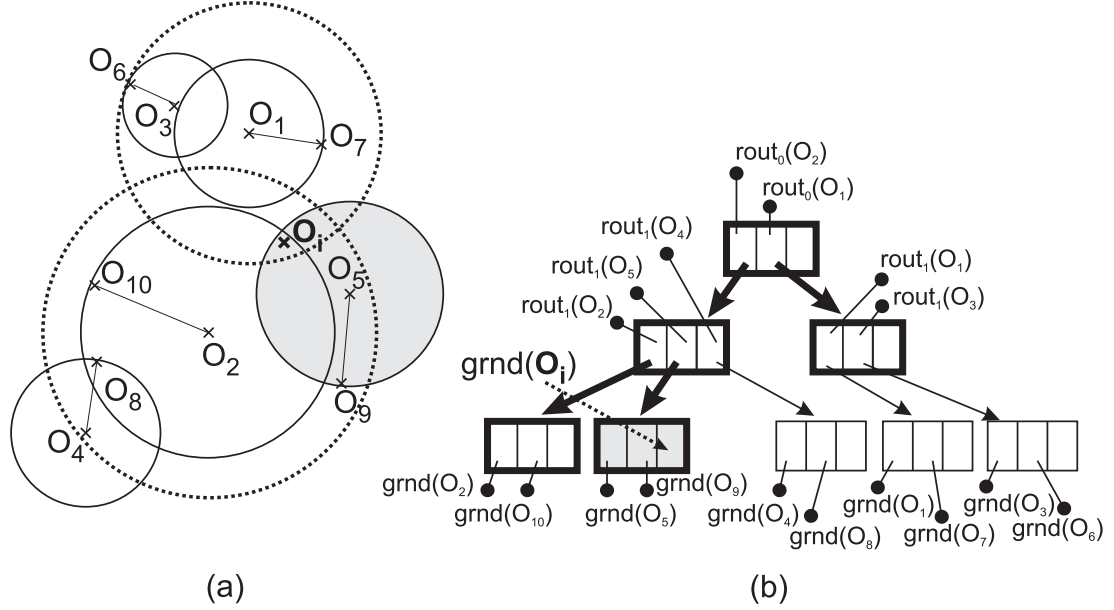 O₆
O₃
O₁
O₇
Oᵢ
O₅
O₁₀
O₂
O₈
O₉
O₄
(a)
rout₀(O₂)
rout₀(O₁)
rout₁(O₄)
rout₁(O₅)
rout₁(O₂)
rout₁(O₁)
rout₁(O₃)
grnd(Oᵢ)
grnd(O₂)
grnd(O₁₀)
grnd(O₉)
grnd(O₅)
grnd(O₄)
grnd(O₈)
grnd(O₁)
grnd(O₇)
grnd(O₃)
grnd(O₆)
(b)